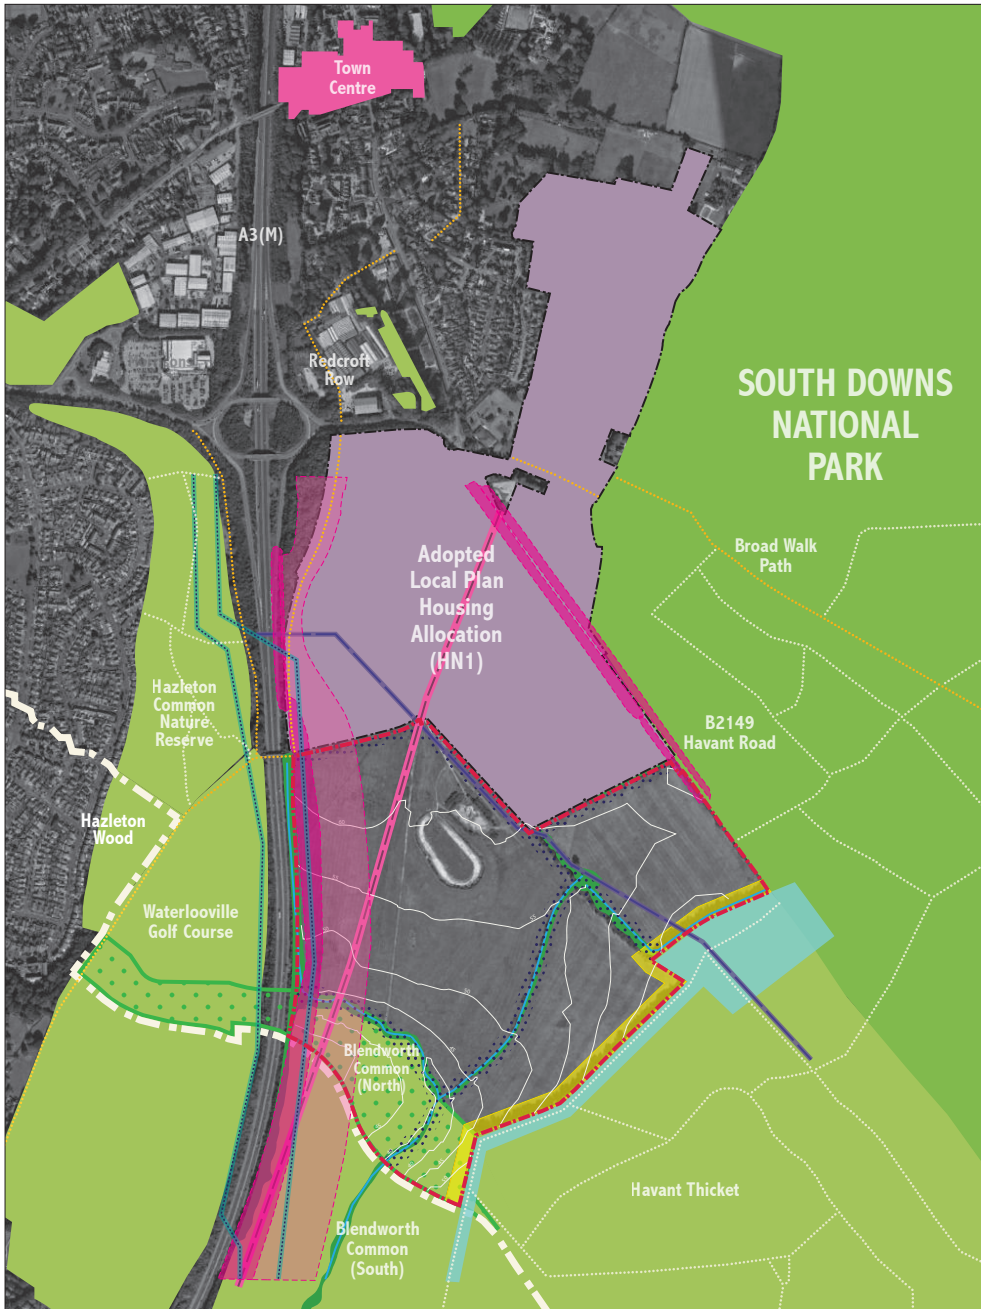 Town
Centre
A3(M)
Redcroft
Row
SOUTH DOWNS
NATIONAL
PARK
Adopted
Local Plan
Housing
Allocation
(HN1)
Broad Walk
Path
Hazleton
Common
Nature
Reserve
B2149
Havant Road
Hazleton
Wood
Waterlooville
Golf Course
Blendworth
Common
(North)
Havant Thicket
Blendworth
Common
(South)